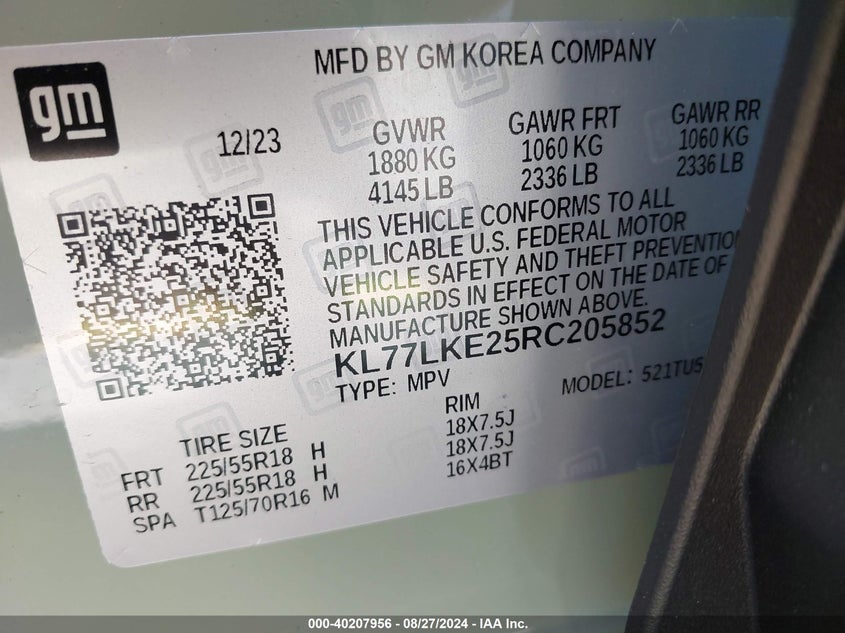 MFD BY GM KOREA COMPANY
gm
12/23
GVWR GAWR FRT GAWR RR
1880 KG 1060 KG 1060 KG
4145 LB 2336 LB 2336 LB
THIS VEHICLE CONFORMS TO ALL
APPLICABLE U.S. FEDERAL MOTOR
VEHICLE SAFETY AND THEFT PREVENTION
STANDARDS IN EFFECT ON THE DATE OF
MANUFACTURE SHOWN ABOVE.
KL77LKE25RC205852
TYPE: MPV MODEL: 521TU5
TIRE SIZE RIM
FRT 225/55R18 H 18X7.5J
RR 225/55R18 H 18X7.5J
SPA T125/70R16 M 16X4BT
000-40207956 - 08/27/2024 - IAA Inc.